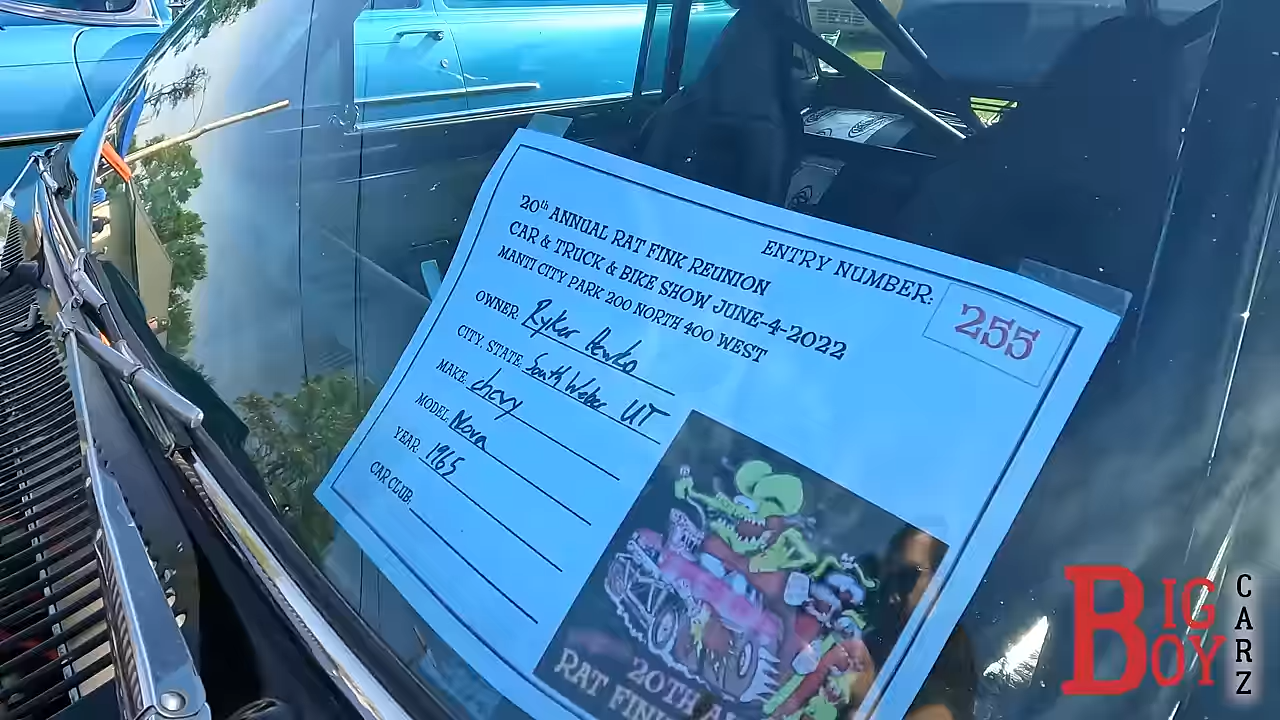 20th ANNUAL RAT FINK REUNION
CAR & TRUCK & BIKE SHOW JUNE-4-2022
MANTI CITY PARK 200 NORTH 400 WEST
ENTRY NUMBER:
255
OWNER: Ryker
CITY, STATE: South Weber UT
MAKE: chevy
MODEL: Nova
YEAR: 1965
CAR CLUB:
20TH
RAT FINK
BIG BOY CARZ